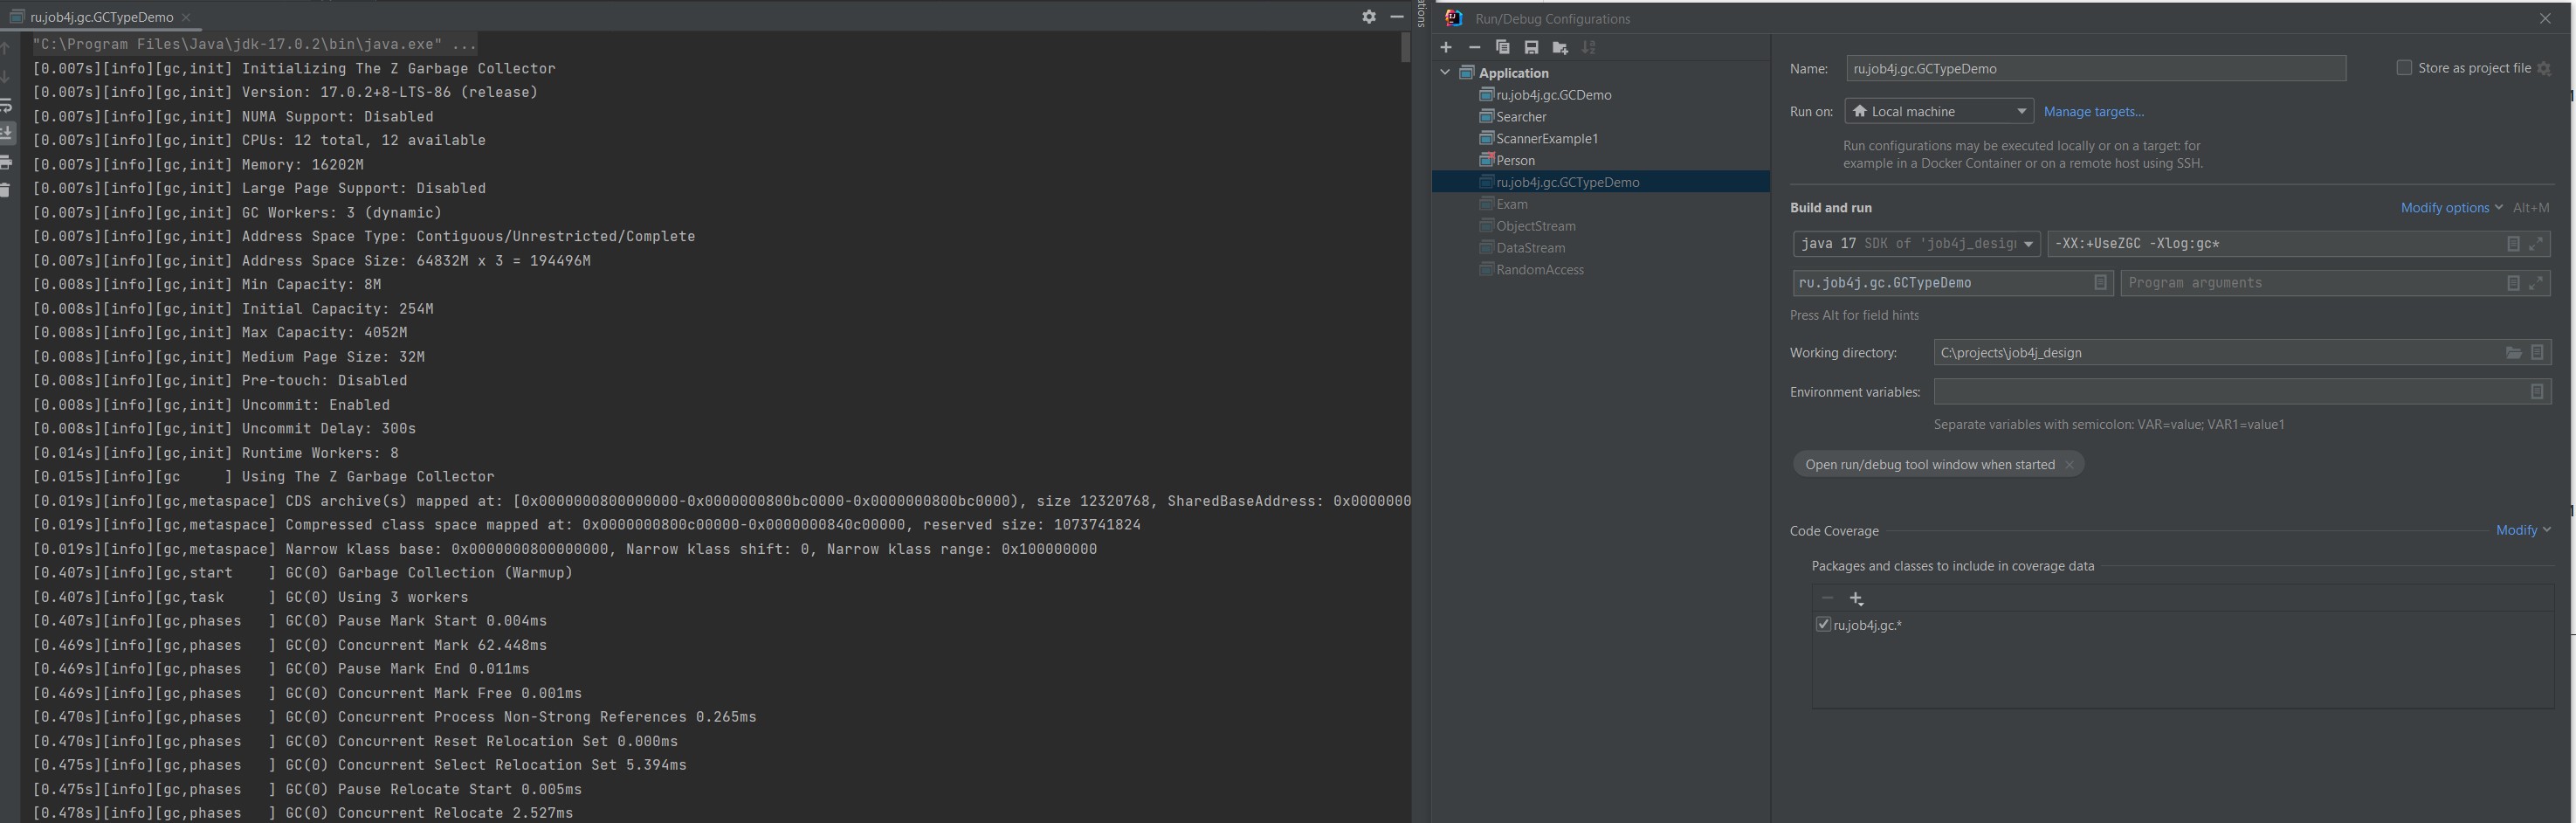 ru.job4j.gc.GCTypeDemo
"C:\Program Files\Java\jdk-17.0.2\bin\java.exe" ...
[0.007s][info][gc,init] Initializing The Z Garbage Collector
[0.007s][info][gc,init] Version: 17.0.2+8-LTS-86 (release)
[0.007s][info][gc,init] NUMA Support: Disabled
[0.007s][info][gc,init] CPUs: 12 total, 12 available
[0.007s][info][gc,init] Memory: 16202M
[0.007s][info][gc,init] Large Page Support: Disabled
[0.007s][info][gc,init] GC Workers: 3 (dynamic)
[0.007s][info][gc,init] Address Space Type: Contiguous/Unrestricted/Complete
[0.007s][info][gc,init] Address Space Size: 64832M x 3 = 194496M
[0.008s][info][gc,init] Min Capacity: 8M
[0.008s][info][gc,init] Initial Capacity: 254M
[0.008s][info][gc,init] Max Capacity: 4052M
[0.008s][info][gc,init] Medium Page Size: 32M
[0.008s][info][gc,init] Pre-touch: Disabled
[0.008s][info][gc,init] Uncommit: Enabled
[0.008s][info][gc,init] Uncommit Delay: 300s
[0.014s][info][gc,init] Runtime Workers: 8
[0.015s][info][gc     ] Using The Z Garbage Collector
[0.019s][info][gc,metaspace] CDS archive(s) mapped at: [0x0000000800000000-0x0000000800bc0000-0x0000000800bc0000), size 12320768, SharedBaseAddress: 0x0000000
[0.019s][info][gc,metaspace] Compressed class space mapped at: 0x0000000800c00000-0x0000000840c00000, reserved size: 1073741824
[0.019s][info][gc,metaspace] Narrow klass base: 0x0000000800000000, Narrow klass shift: 0, Narrow klass range: 0x100000000
[0.407s][info][gc,start    ] GC(0) Garbage Collection (Warmup)
[0.407s][info][gc,task     ] GC(0) Using 3 workers
[0.407s][info][gc,phases   ] GC(0) Pause Mark Start 0.004ms
[0.469s][info][gc,phases   ] GC(0) Concurrent Mark 62.448ms
[0.469s][info][gc,phases   ] GC(0) Pause Mark End 0.011ms
[0.469s][info][gc,phases   ] GC(0) Concurrent Mark Free 0.001ms
[0.470s][info][gc,phases   ] GC(0) Concurrent Process Non-Strong References 0.265ms
[0.470s][info][gc,phases   ] GC(0) Concurrent Reset Relocation Set 0.000ms
[0.475s][info][gc,phases   ] GC(0) Concurrent Select Relocation Set 5.394ms
[0.475s][info][gc,phases   ] GC(0) Pause Relocate Start 0.005ms
[0.478s][info][gc,phases   ] GC(0) Concurrent Relocate 2.527ms
Run/Debug Configurations
Application
ru.job4j.gc.GCDemo
Searcher
ScannerExample1
Person
ru.job4j.gc.GCTypeDemo
Exam
ObjectStream
DataStream
RandomAccess
Name: ru.job4j.gc.GCTypeDemo Store as project file
Run on: Local machine Manage targets...
Run configurations may be executed locally or on a target: for
example in a Docker Container or on a remote host using SSH.
Build and run Modify options Alt+M
java 17 SDK of 'job4j_desig -XX:+UseZGC -Xlog:gc*
ru.job4j.gc.GCTypeDemo Program arguments
Press Alt for field hints
Working directory: C:\projects\job4j_design
Environment variables:
Separate variables with semicolon: VAR=value; VAR1=value1
Open run/debug tool window when started
Code Coverage Modify
Packages and classes to include in coverage data
ru.job4j.gc.*